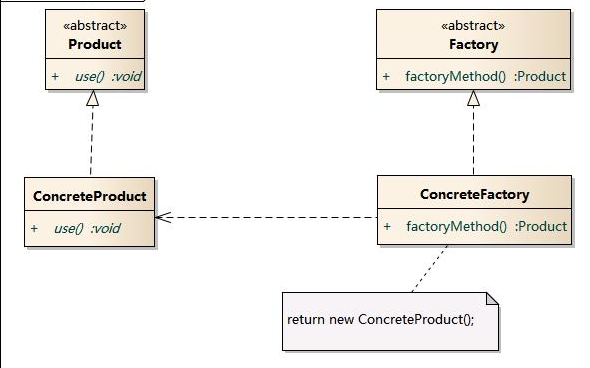 «abstract»
Product
+ use() :void
«abstract»
Factory
+ factoryMethod() :Product
ConcreteProduct
+ use() :void
ConcreteFactory
+ factoryMethod() :Product
return new ConcreteProduct();